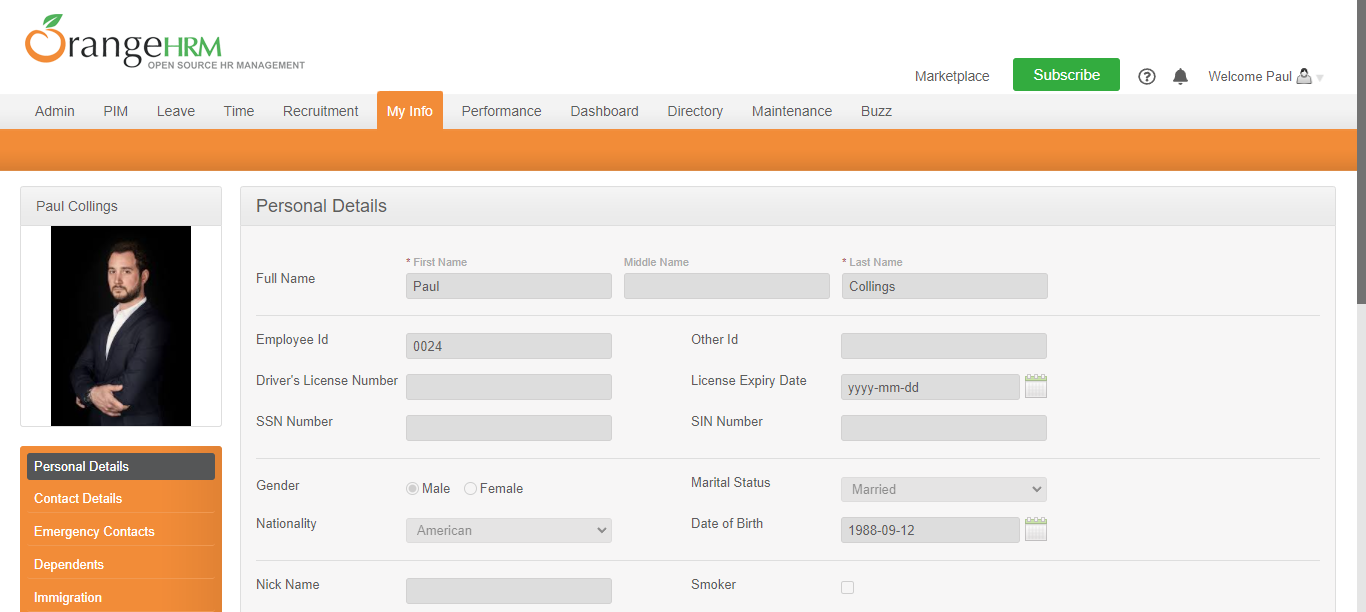 OrangeHRM
OPEN SOURCE HR MANAGEMENT
Marketplace Subscribe Welcome Paul
Admin PIM Leave Time Recruitment My Info Performance Dashboard Directory Maintenance Buzz
Paul Collings
Personal Details
* First Name Middle Name * Last Name
Full Name Paul Collings
Employee Id 0024 Other Id
Driver's License Number License Expiry Date yyyy-mm-dd
SSN Number SIN Number
Gender Male Female Marital Status Married
Nationality American Date of Birth 1988-09-12
Nick Name Smoker
Personal Details
Contact Details
Emergency Contacts
Dependents
Immigration